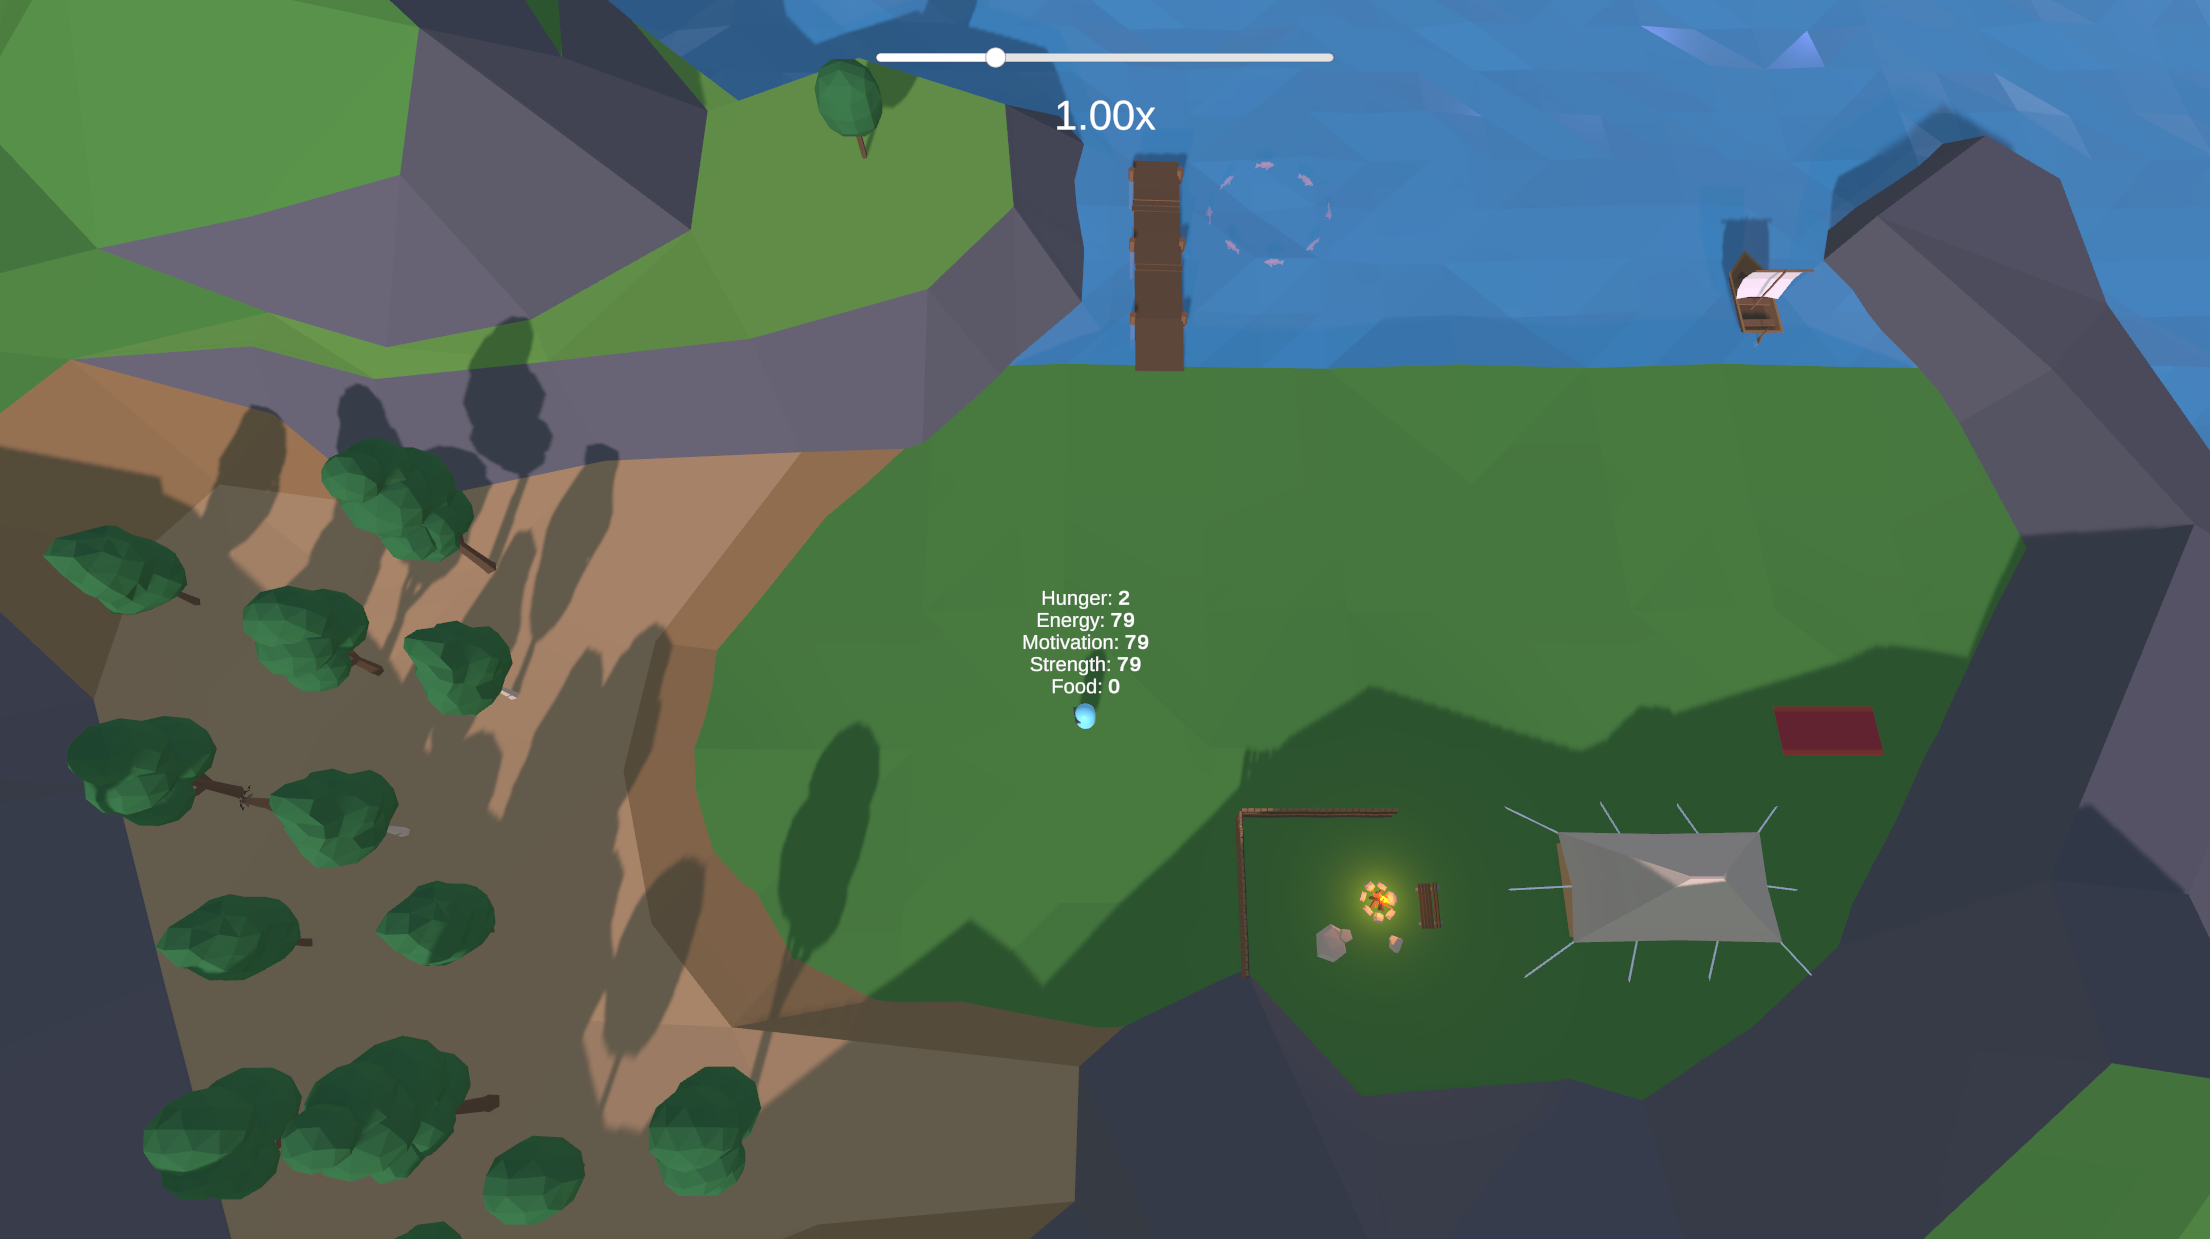 1.00x
Hunger: 2
Energy: 79
Motivation: 79
Strength: 79
Food: 0